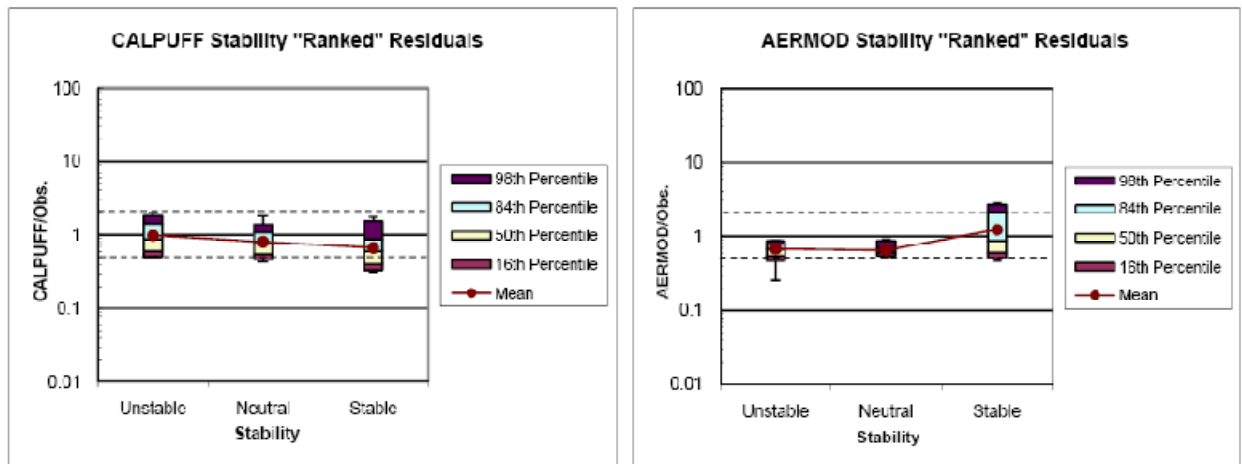 CALPUFF Stability "Ranked" Residuals
CALPUFF/Obs.
100
10
1
0.1
0.01
Unstable Neutral Stable
Stability
98th Percentile
84th Percentile
50th Percentile
16th Percentile
Mean
AERMOD Stability "Ranked" Residuals
AERMOD/Obs.
100
10
1
0.1
0.01
Unstable Neutral Stable
Stability
98th Percentile
84th Percentile
50th Percentile
16th Percentile
Mean